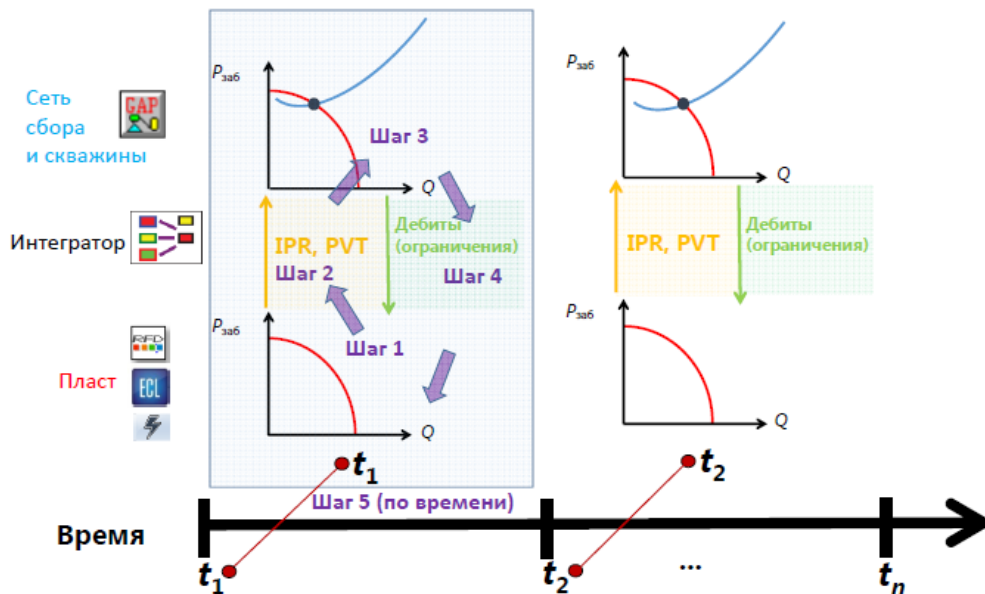 Pзаб
Pзаб
Сеть
сбора
и скважины
GAP
Шаг 3
Q
Q
Интегратор
IPR, PVT
Дебиты
(ограничения)
Шаг 2
Шаг 4
IPR, PVT
Дебиты
(ограничения)
Pзаб
Pзаб
RFD
Шаг 1
Пласт
ECL
Q
Q
t1
t2
Шаг 5 (по времени)
Время
t1
t2
...
tn